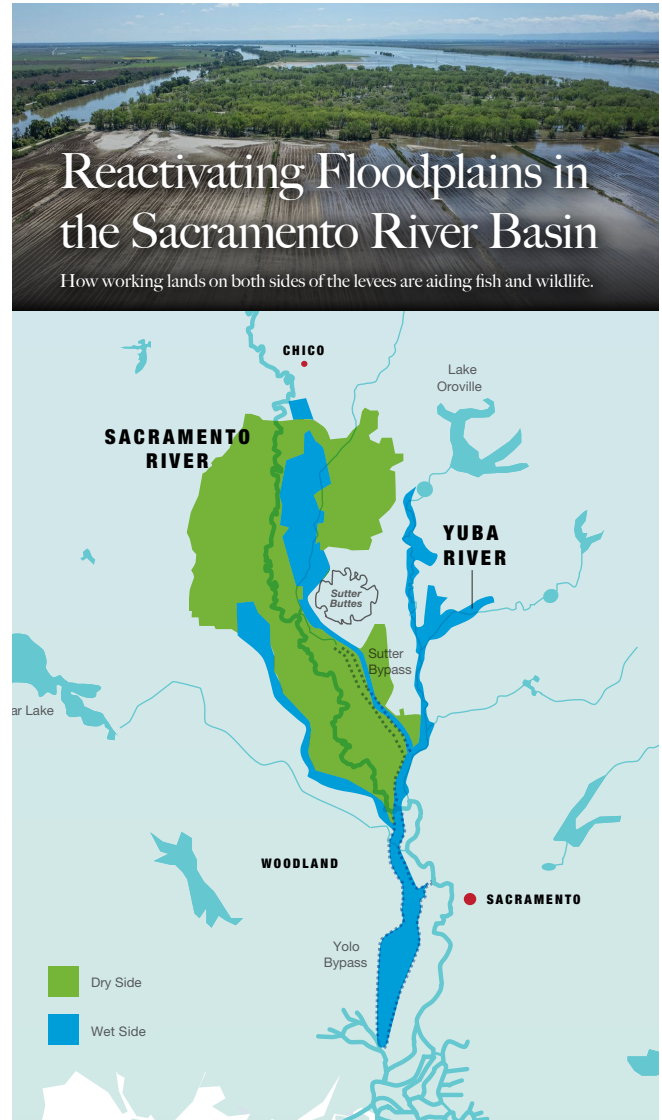 Reactivating Floodplains in
the Sacramento River Basin
How working lands on both sides of the levees are aiding fish and wildlife.
CHICO
Lake
Oroville
SACRAMENTO
RIVER
YUBA
RIVER
Sutter
Buttes
Sutter
Bypass
ar Lake
WOODLAND
SACRAMENTO
Yolo
Bypass
Dry Side
Wet Side